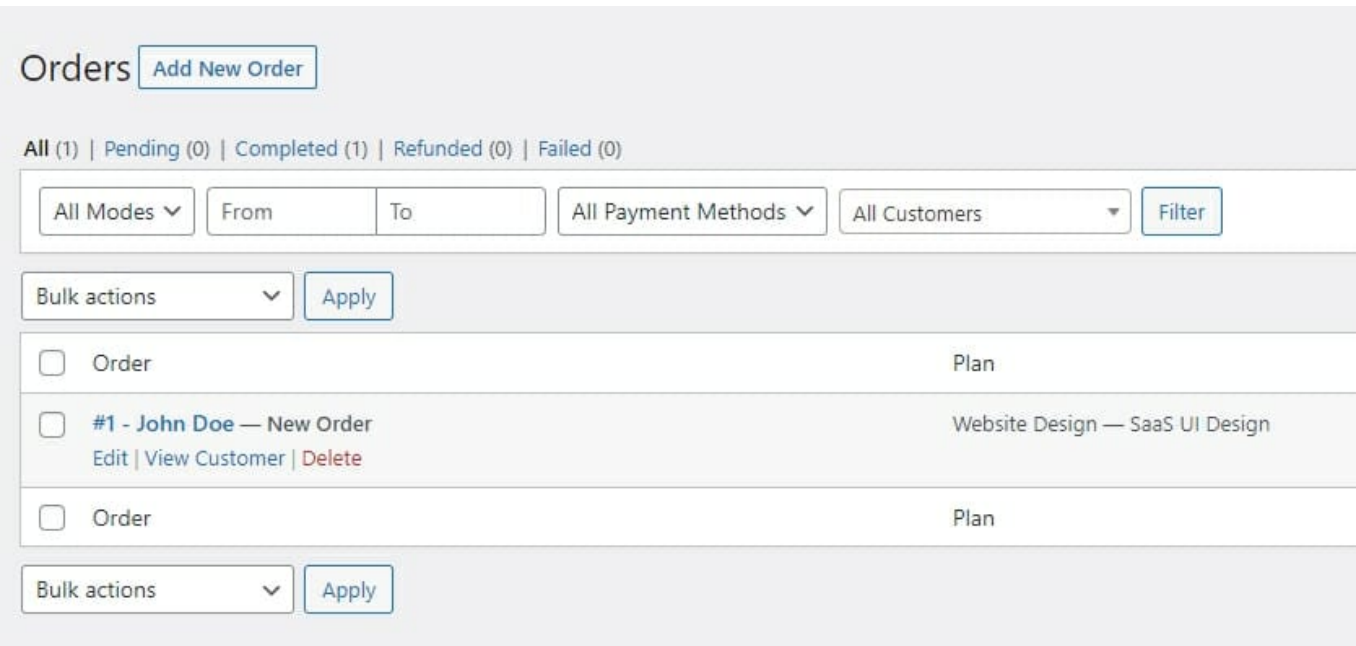 Orders Add New Order
All (1) | Pending (0) | Completed (1) | Refunded (0) | Failed (0)
All Modes From To All Payment Methods All Customers Filter
Bulk actions Apply
Order Plan
#1 - John Doe — New Order Website Design — SaaS UI Design
Edit | View Customer | Delete
Order Plan
Bulk actions Apply